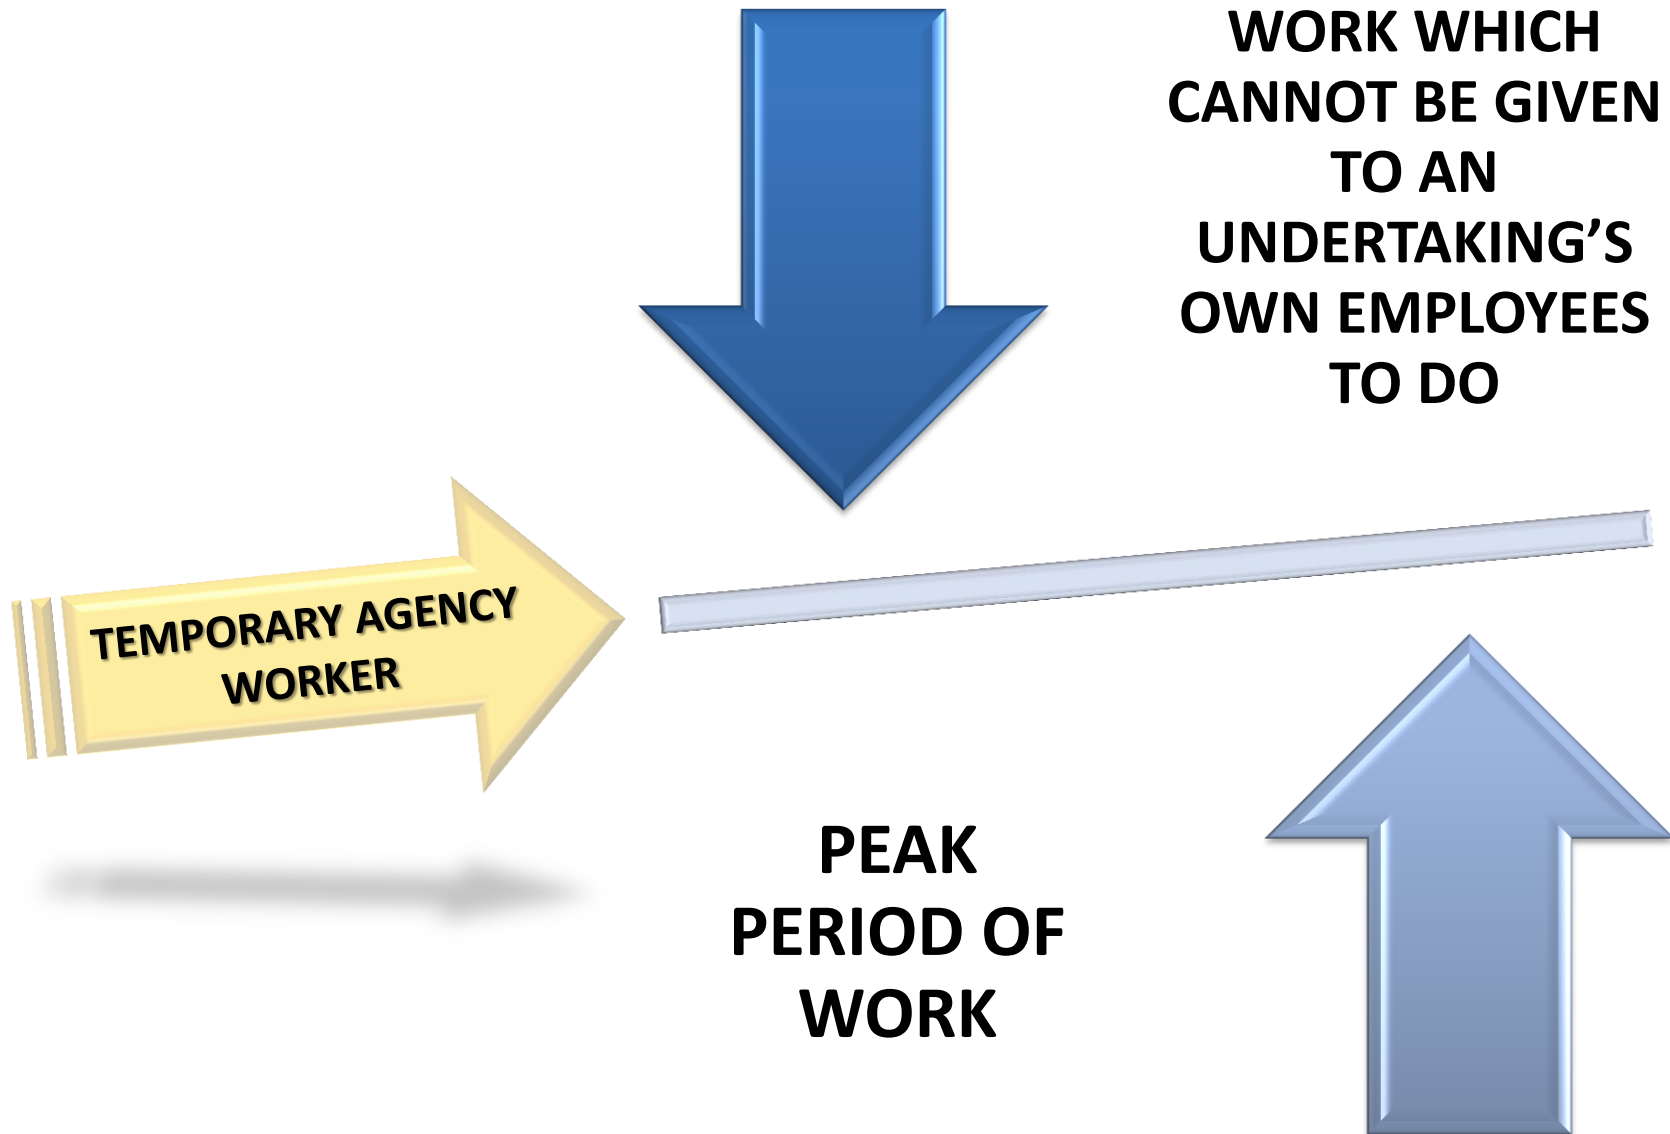 WORK WHICH
CANNOT BE GIVEN
TO AN
UNDERTAKING’S
OWN EMPLOYEES
TO DO
TEMPORARY AGENCY
WORKER
PEAK
PERIOD OF
WORK